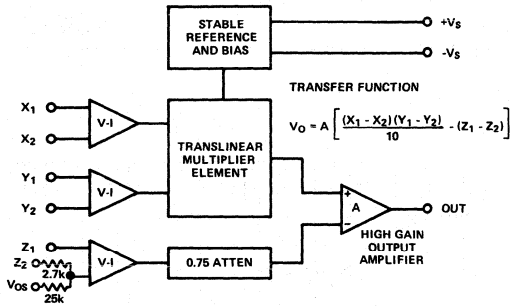 STABLE
REFERENCE
AND BIAS
+VS
-VS
TRANSFER FUNCTION
VO = A [ (X1 - X2) (Y1 - Y2) / 10 - (Z1 - Z2) ]
X1
X2
V-I
TRANSLINEAR
MULTIPLIER
ELEMENT
Y1
Y2
V-I
+
A
−
OUT
HIGH GAIN
OUTPUT
AMPLIFIER
Z1
Z2
2.7k
VOS
25k
V-I
0.75 ATTEN